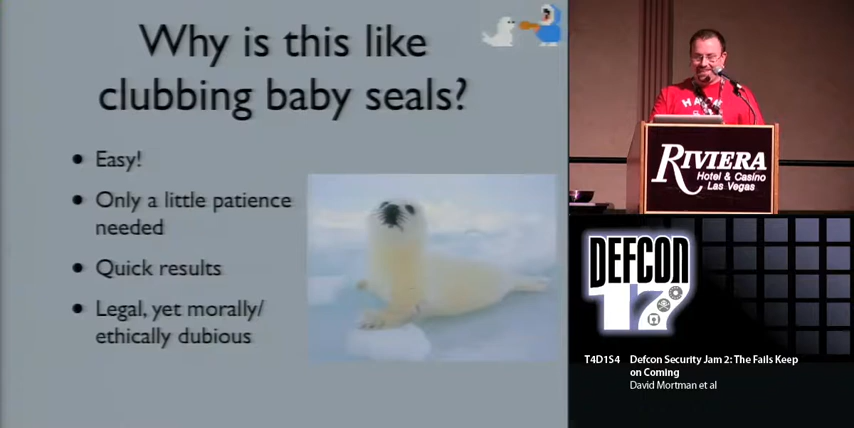 Why is this like
clubbing baby seals?
Easy!
Only a little patience
needed
Quick results
Legal, yet morally/
ethically dubious
RIVIERA
Hotel & Casino
Las Vegas
DEFCON
17
T4D1S4 Defcon Security Jam 2: The Fails Keep
on Coming
David Mortman et al